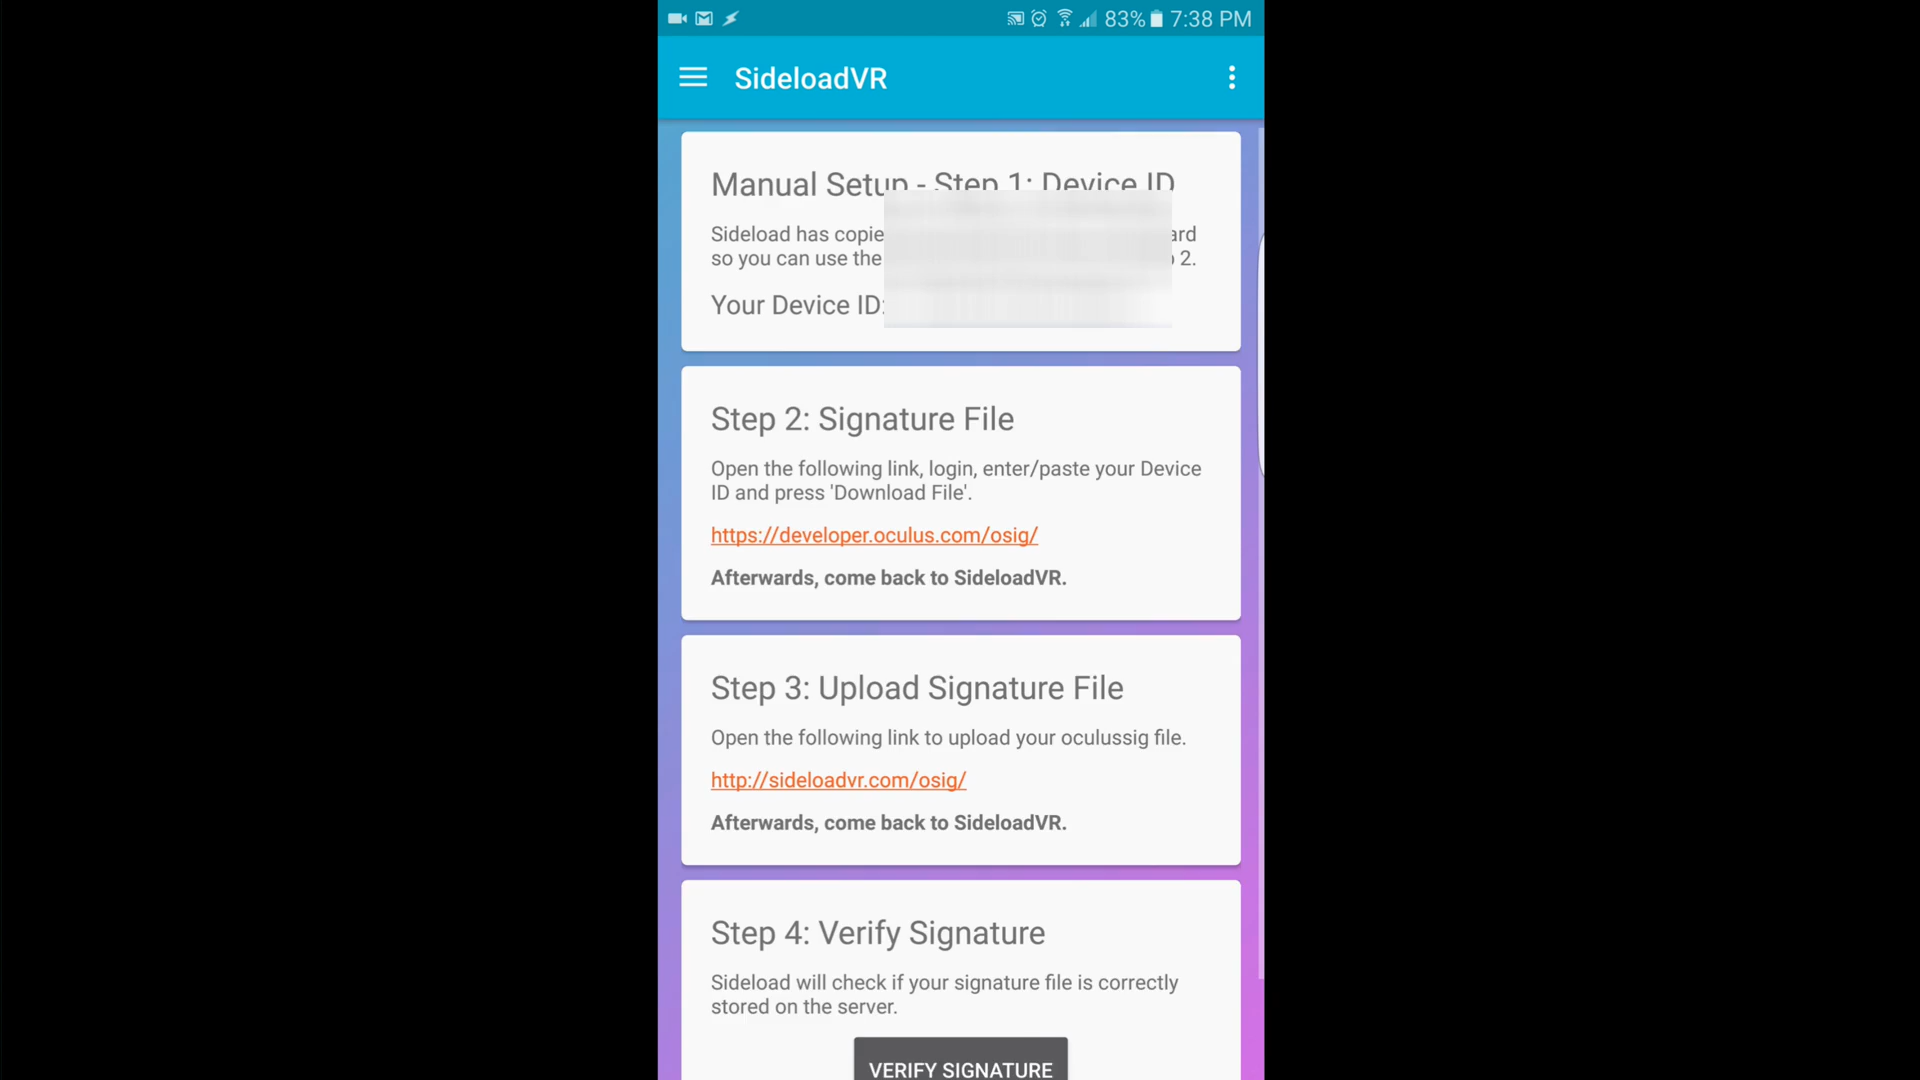 83% 7:38 PM
SideloadVR
Manual Setup - Step 1: Device ID
Sideload has copie
so you can use the 2.
Your Device ID:
Step 2: Signature File
Open the following link, login, enter/paste your Device
ID and press 'Download File'.
https://developer.oculus.com/osig/
Afterwards, come back to SideloadVR.
Step 3: Upload Signature File
Open the following link to upload your oculussig file.
http://sideloadvr.com/osig/
Afterwards, come back to SideloadVR.
Step 4: Verify Signature
Sideload will check if your signature file is correctly
stored on the server.
VERIFY SIGNATURE